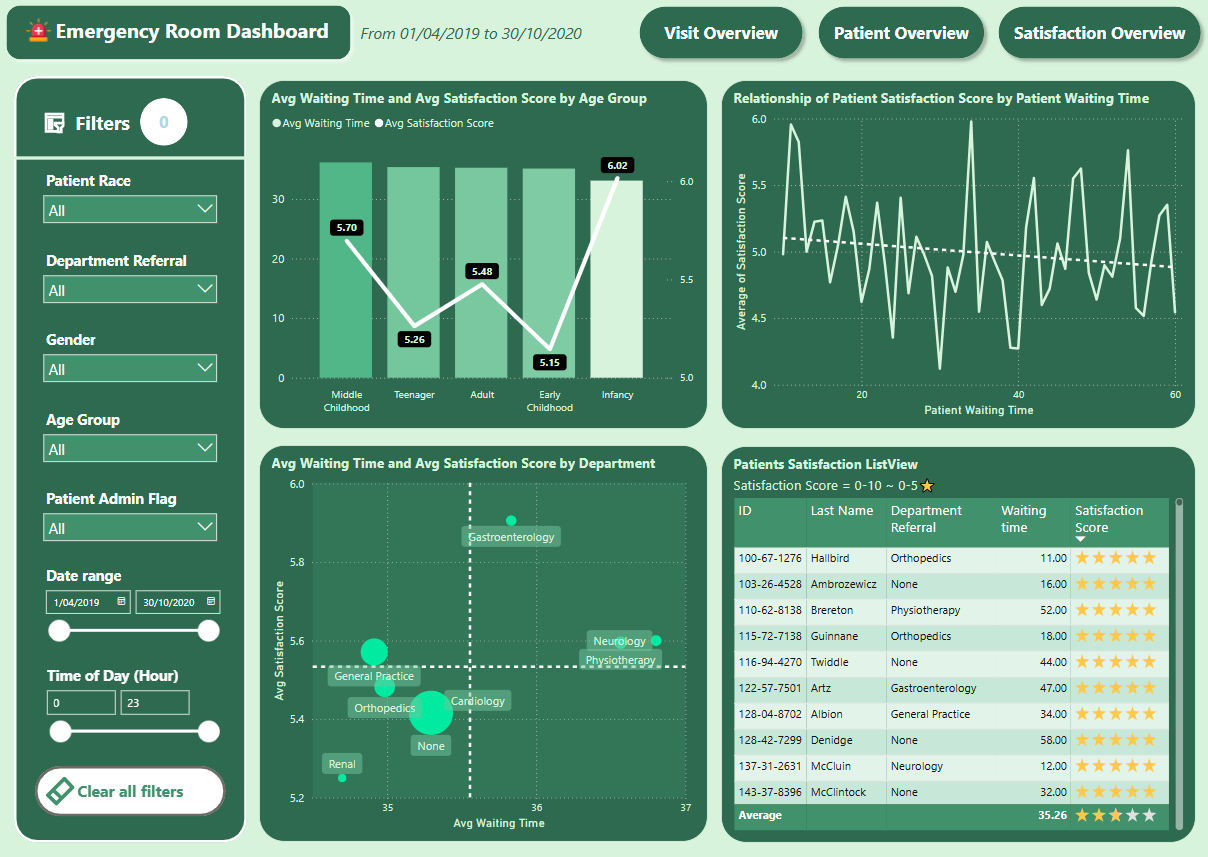 Emergency Room Dashboard
From 01/04/2019 to 30/10/2020
Visit Overview
Patient Overview
Satisfaction Overview
Filters
0
Patient Race
All
Department Referral
All
Gender
All
Age Group
All
Patient Admin Flag
All
Date range
1/04/2019
30/10/2020
Time of Day (Hour)
0
23
Clear all filters
Avg Waiting Time and Avg Satisfaction Score by Age Group
Avg Waiting Time
Avg Satisfaction Score
30
20
10
0
6.0
5.5
5.0
5.70
5.26
5.48
5.15
6.02
Middle
Childhood
Teenager
Adult
Early
Childhood
Infancy
Relationship of Patient Satisfaction Score by Patient Waiting Time
Average of Satisfaction Score
6.0
5.5
5.0
4.5
4.0
20
40
60
Patient Waiting Time
Avg Waiting Time and Avg Satisfaction Score by Department
Avg Satisfaction Score
6.0
5.8
5.6
5.4
5.2
Gastroenterology
Neurology
Physiotherapy
General Practice
Orthopedics
Cardiology
None
Renal
35
36
37
Avg Waiting Time
Patients Satisfaction ListView
Satisfaction Score = 0-10 ~ 0-5
ID Last Name Department Referral Waiting time Satisfaction Score
100-67-1276 Hallbird Orthopedics 11.00
103-26-4528 Ambrozewicz None 16.00
110-62-8138 Brereton Physiotherapy 52.00
115-72-7138 Guinnane Orthopedics 18.00
116-94-4270 Twiddle None 44.00
122-57-7501 Artz Gastroenterology 47.00
128-04-8702 Albion General Practice 34.00
128-42-7299 Denidge None 58.00
137-31-2631 McCluin Neurology 12.00
143-37-8396 McClintock None 32.00
Average 35.26